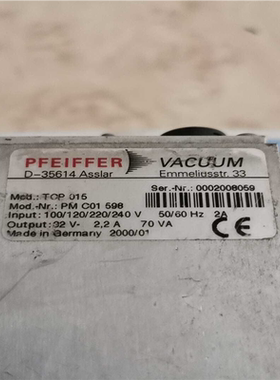 PFEIFFER VACUUM
D-35614 Asslar Emmeliusstr. 33
Ser.-Nr.: 0002008059
Mod.: TCP 015
Mod.-Nr.: PM C01 598
Input: 100/120/220/240 V 50/60 Hz 2A
Output: 32 V- 2,2 A 70 VA
Made in Germany 2000/01 CE